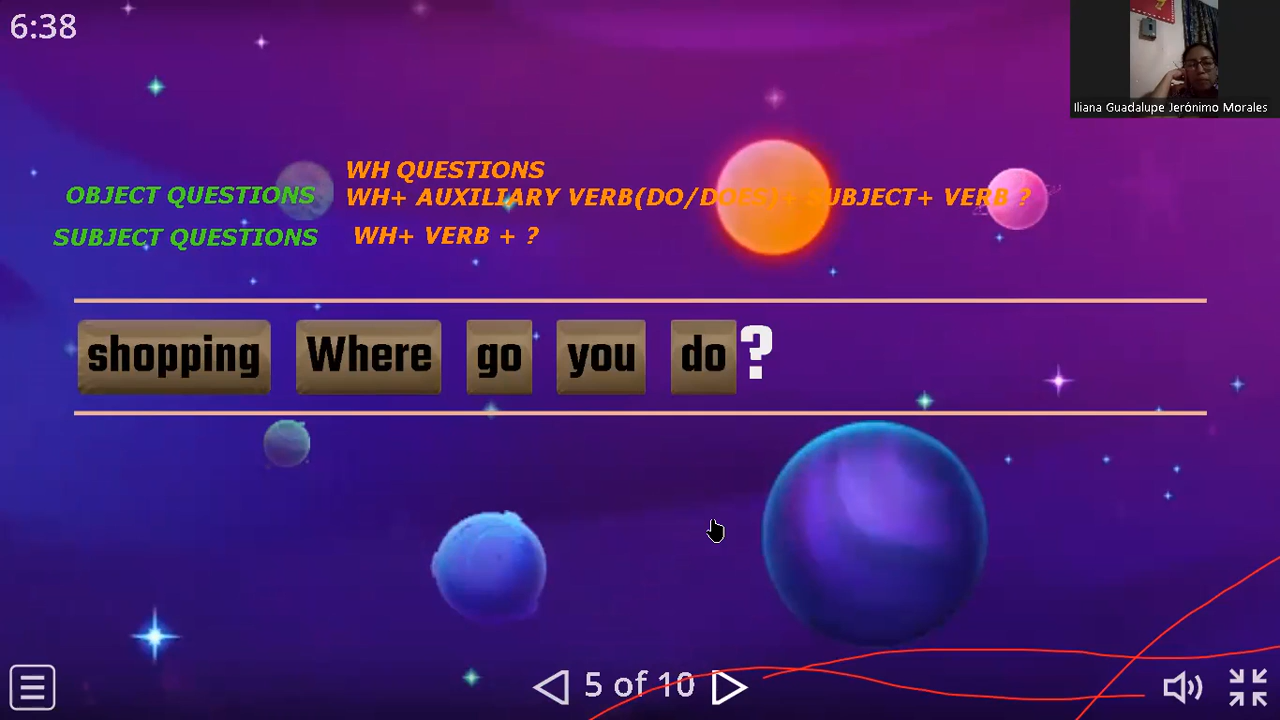 6:38
Iliana Guadalupe Jerónimo Morales
WH QUESTIONS
OBJECT QUESTIONS WH+ AUXILIARY VERB(DO/DOES)+ SUBJECT+ VERB ?
SUBJECT QUESTIONS WH+ VERB + ?
shopping Where go you do ?
5 of 10